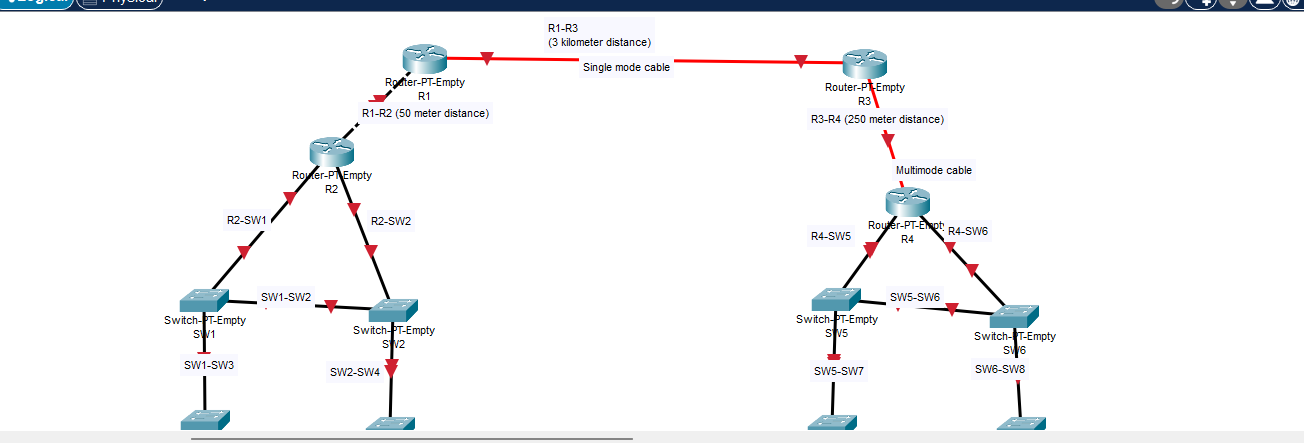 Logical
Physical
R1-R3
(3 kilometer distance)
Single mode cable
Router-PT-Empty
R1
Router-PT-Empty
R3
R1-R2 (50 meter distance)
R3-R4 (250 meter distance)
Router-PT-Empty
R2
Multimode cable
Router-PT-Empty
R4
R2-SW1
R2-SW2
R4-SW5
R4-SW6
SW1-SW2
SW5-SW6
Switch-PT-Empty
SW1
Switch-PT-Empty
SW2
Switch-PT-Empty
SW5
Switch-PT-Empty
SW6
SW1-SW3
SW2-SW4
SW5-SW7
SW6-SW8